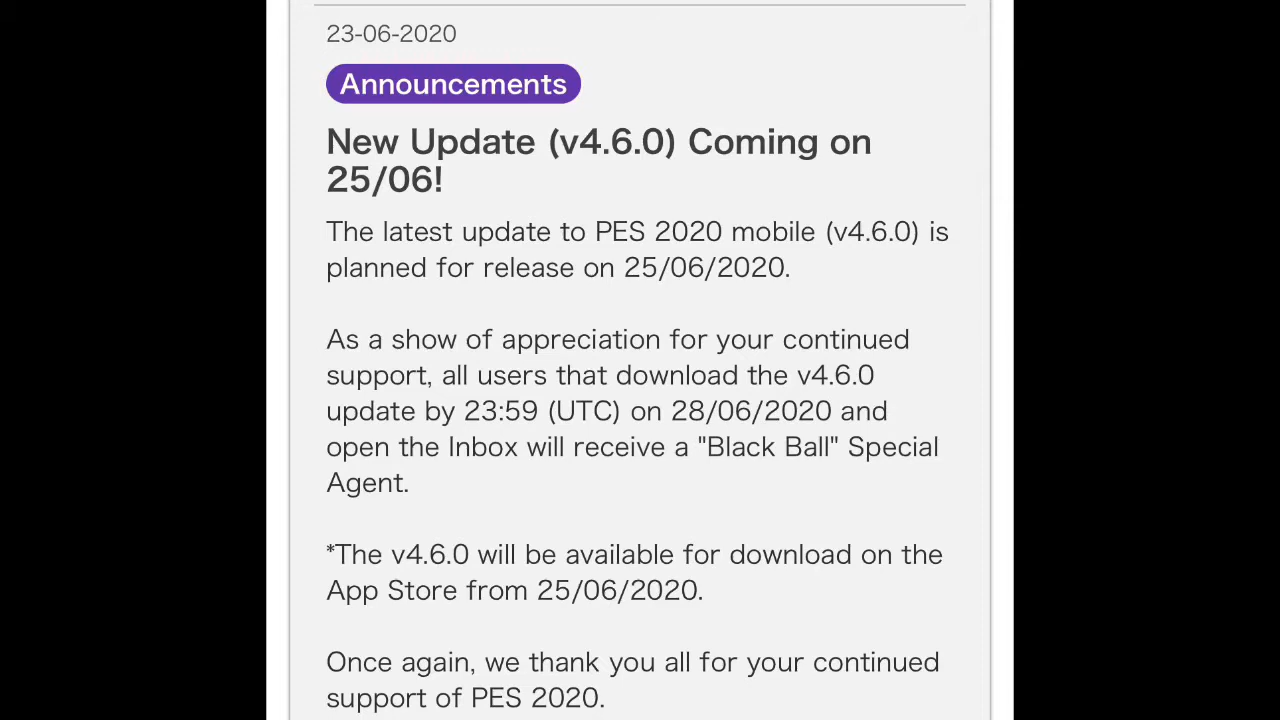 23-06-2020
Announcements
New Update (v4.6.0) Coming on
25/06!
The latest update to PES 2020 mobile (v4.6.0) is
planned for release on 25/06/2020.
As a show of appreciation for your continued
support, all users that download the v4.6.0
update by 23:59 (UTC) on 28/06/2020 and
open the Inbox will receive a "Black Ball" Special
Agent.
*The v4.6.0 will be available for download on the
App Store from 25/06/2020.
Once again, we thank you all for your continued
support of PES 2020.